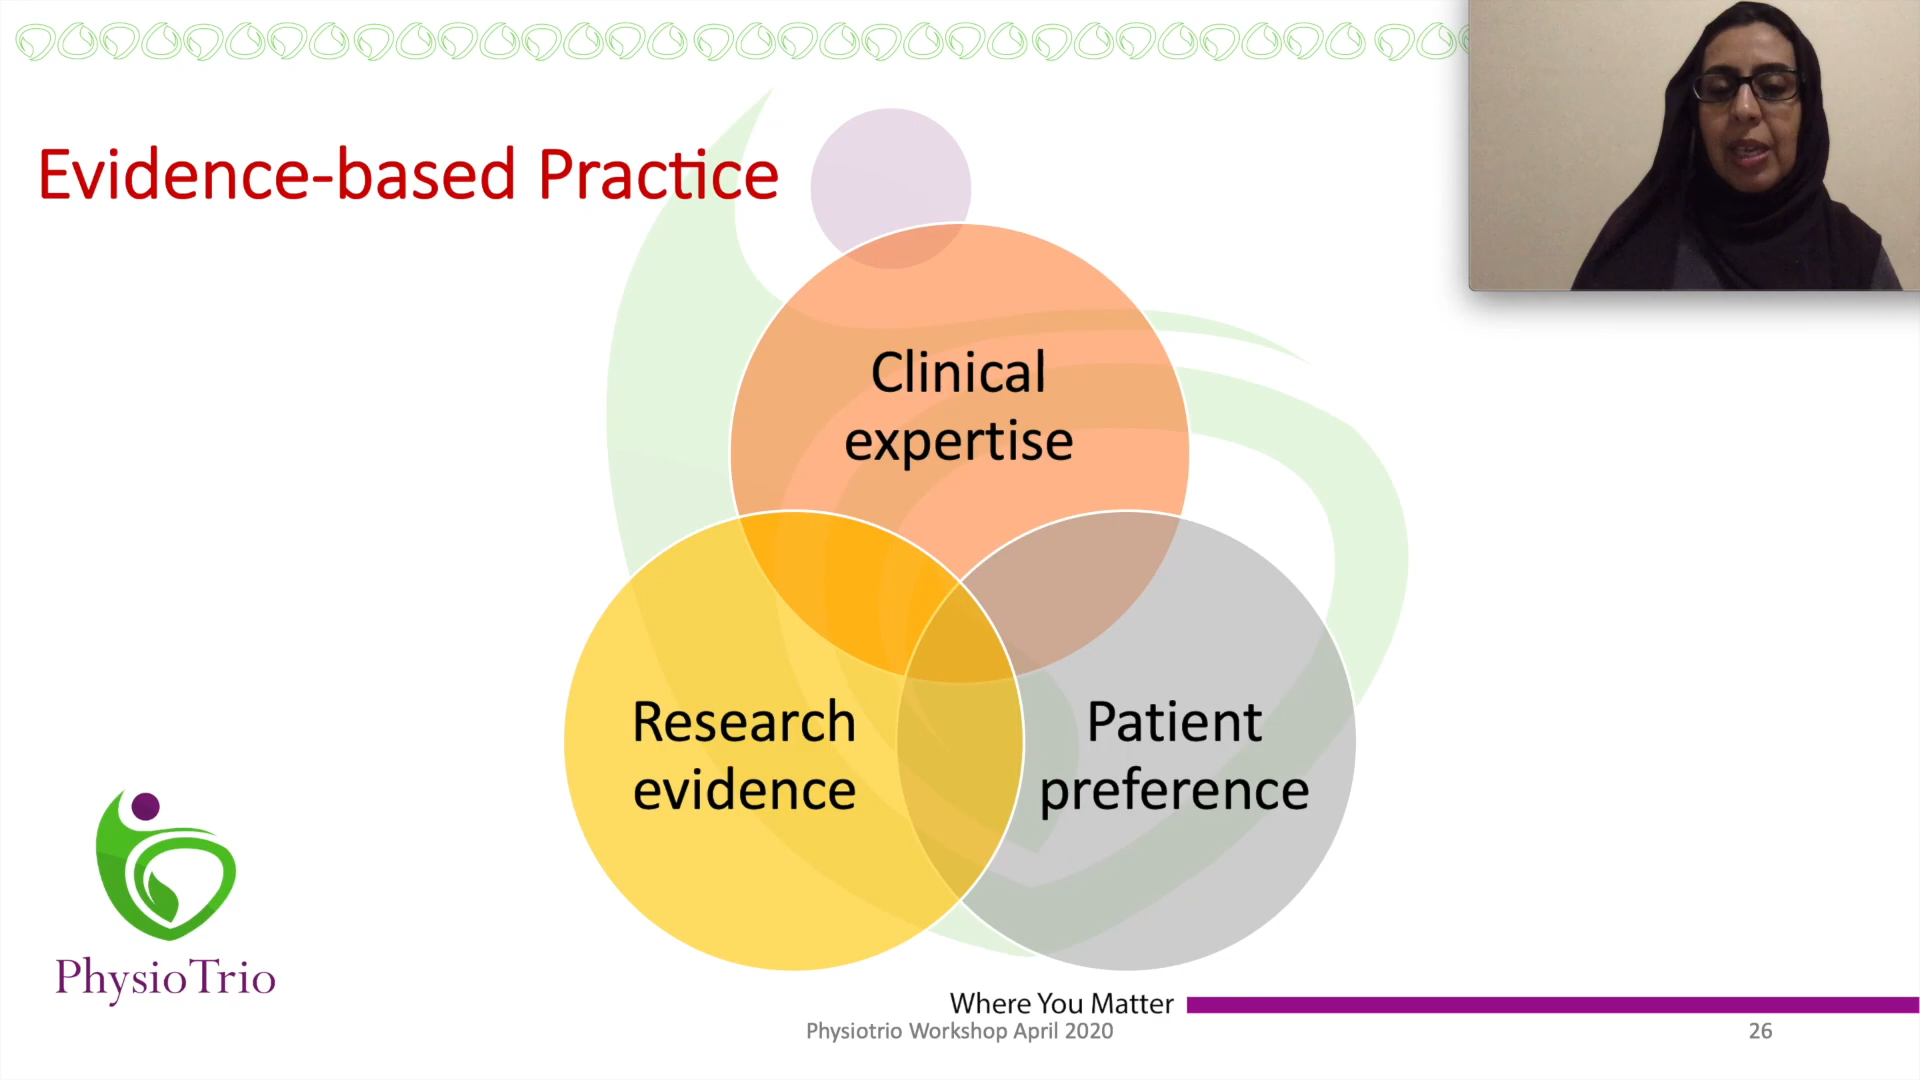 Evidence-based Practice
Clinical
expertise
Research
evidence
Patient
preference
PhysioTrio
Where You Matter
Physiotrio Workshop April 2020
26